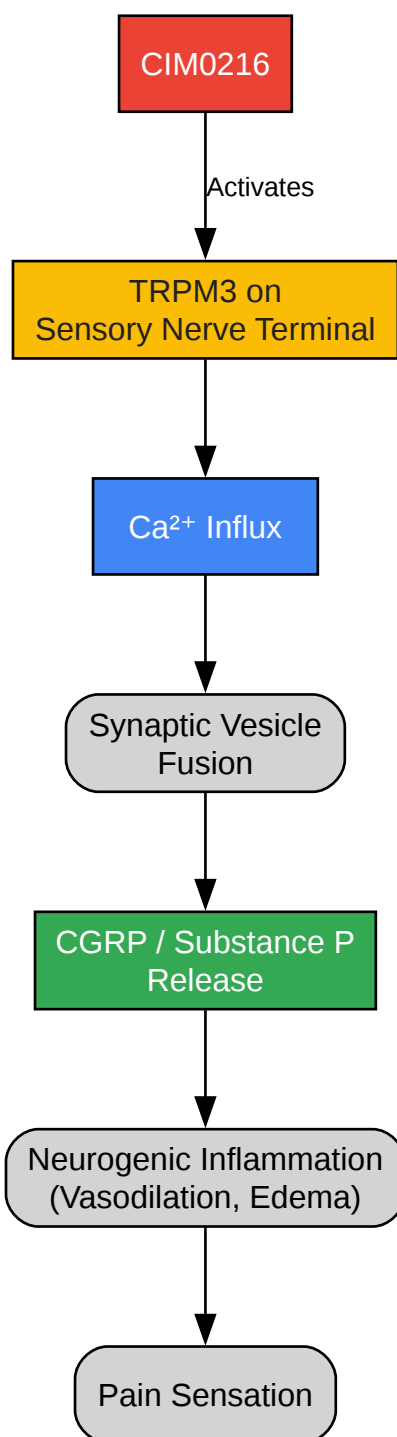 CIM0216
Activates
TRPM3 on
Sensory Nerve Terminal
Ca²⁺ Influx
Synaptic Vesicle
Fusion
CGRP / Substance P
Release
Neurogenic Inflammation
(Vasodilation, Edema)
Pain Sensation